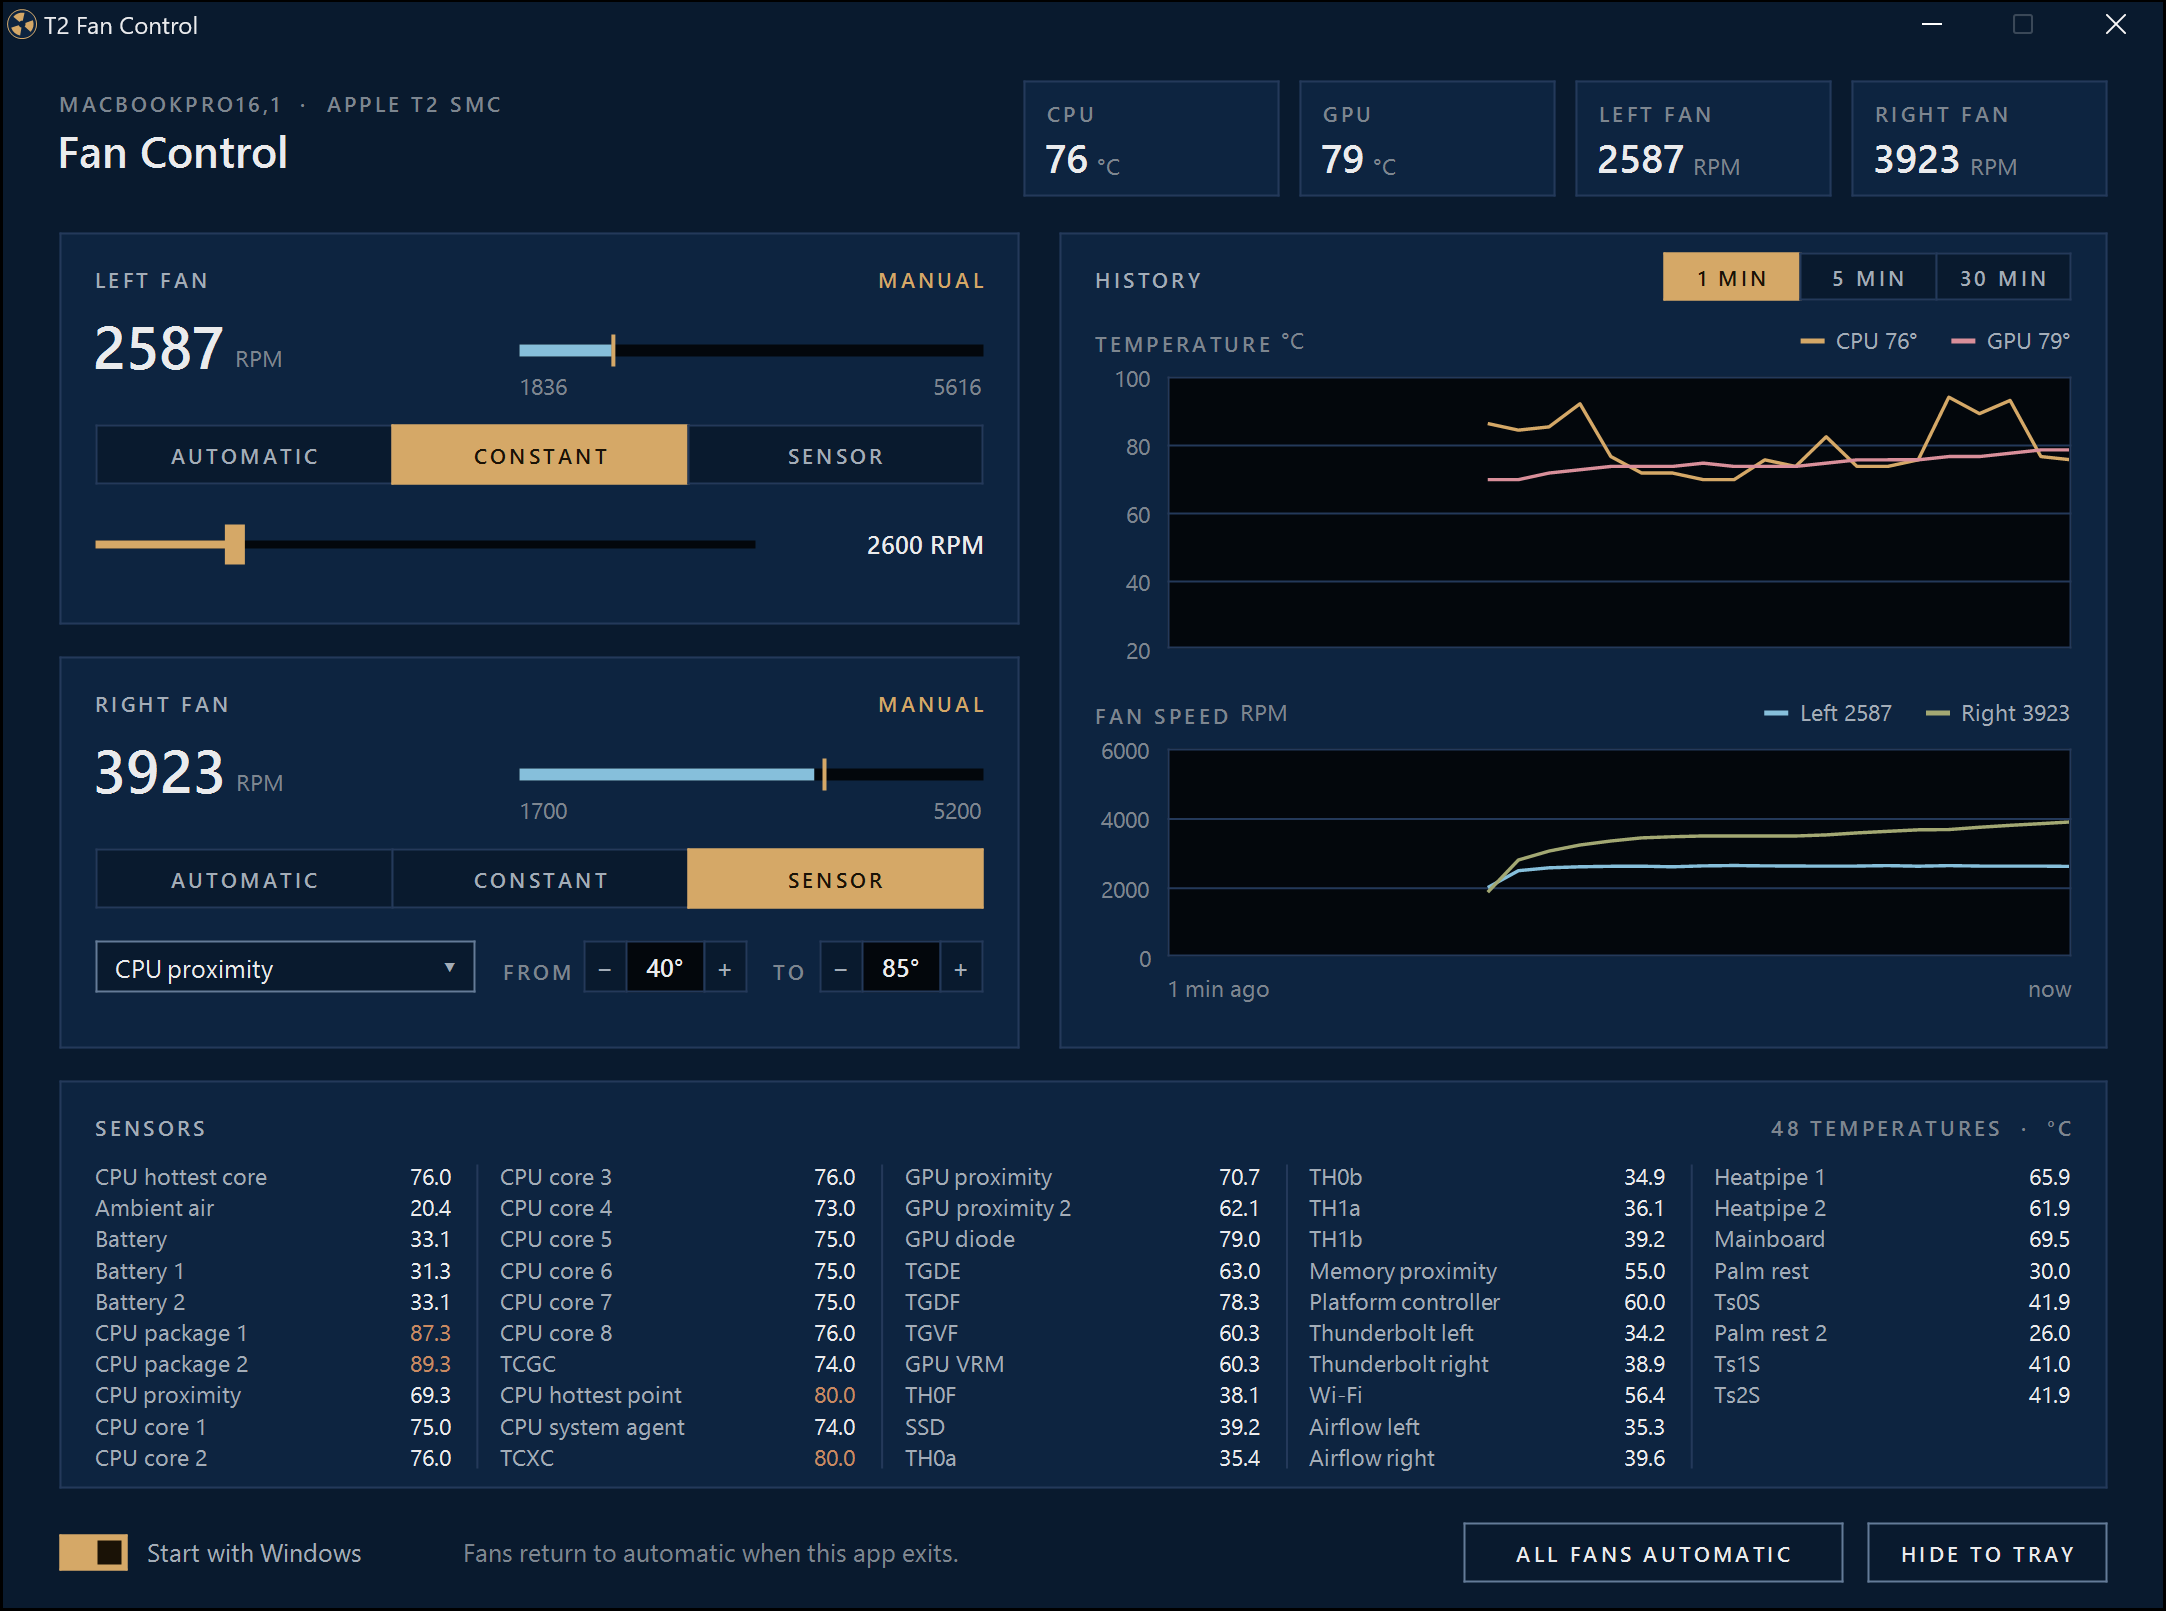 T2 Fan Control
MACBOOKPRO16,1 · APPLE T2 SMC
Fan Control
CPU
76 °C
GPU
79 °C
LEFT FAN
2587 RPM
RIGHT FAN
3923 RPM
LEFT FAN
MANUAL
2587 RPM
1836
5616
AUTOMATIC
CONSTANT
SENSOR
2600 RPM
RIGHT FAN
MANUAL
3923 RPM
1700
5200
AUTOMATIC
CONSTANT
SENSOR
CPU proximity
FROM
−
40°
+
TO
−
85°
+
HISTORY
1 MIN
5 MIN
30 MIN
TEMPERATURE °C
CPU 76°
GPU 79°
100
80
60
40
20
FAN SPEED RPM
Left 2587
Right 3923
6000
4000
2000
0
1 min ago
now
SENSORS
48 TEMPERATURES · °C
CPU hottest core 76.0
Ambient air 20.4
Battery 33.1
Battery 1 31.3
Battery 2 33.1
CPU package 1 87.3
CPU package 2 89.3
CPU proximity 69.3
CPU core 1 75.0
CPU core 2 76.0
CPU core 3 76.0
CPU core 4 73.0
CPU core 5 75.0
CPU core 6 75.0
CPU core 7 75.0
CPU core 8 76.0
TCGC 74.0
CPU hottest point 80.0
CPU system agent 74.0
TCXC 80.0
GPU proximity 70.7
GPU proximity 2 62.1
GPU diode 79.0
TGDE 63.0
TGDF 78.3
TGVF 60.3
GPU VRM 60.3
TH0F 38.1
SSD 39.2
TH0a 35.4
TH0b 34.9
TH1a 36.1
TH1b 39.2
Memory proximity 55.0
Platform controller 60.0
Thunderbolt left 34.2
Thunderbolt right 38.9
Wi-Fi 56.4
Airflow left 35.3
Airflow right 39.6
Heatpipe 1 65.9
Heatpipe 2 61.9
Mainboard 69.5
Palm rest 30.0
Ts0S 41.9
Palm rest 2 26.0
Ts1S 41.0
Ts2S 41.9
Start with Windows
Fans return to automatic when this app exits.
ALL FANS AUTOMATIC
HIDE TO TRAY